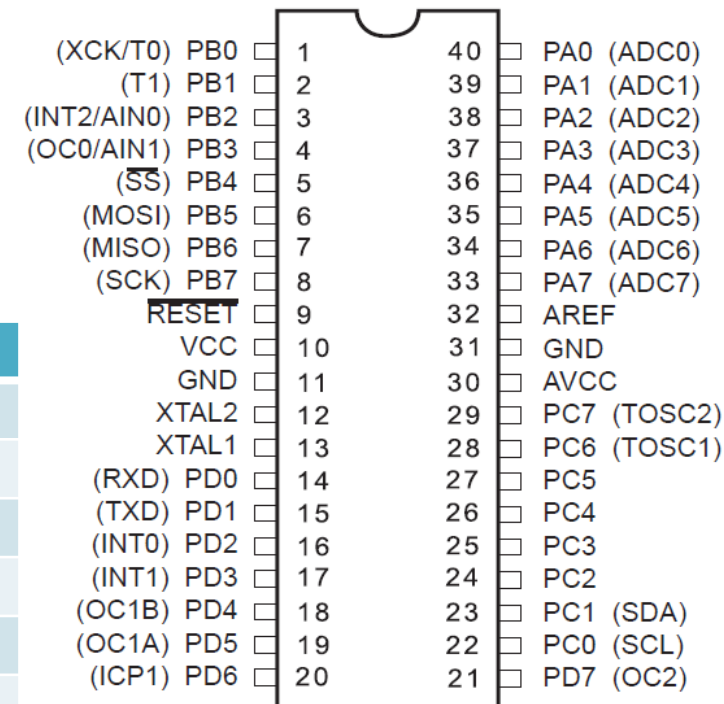 (XCK/T0) PB0 1 40 PA0 (ADC0)
(T1) PB1 2 39 PA1 (ADC1)
(INT2/AIN0) PB2 3 38 PA2 (ADC2)
(OC0/AIN1) PB3 4 37 PA3 (ADC3)
(S̅S̅) PB4 5 36 PA4 (ADC4)
(MOSI) PB5 6 35 PA5 (ADC5)
(MISO) PB6 7 34 PA6 (ADC6)
(SCK) PB7 8 33 PA7 (ADC7)
R̅E̅S̅E̅T̅ 9 32 AREF
VCC 10 31 GND
GND 11 30 AVCC
XTAL2 12 29 PC7 (TOSC2)
XTAL1 13 28 PC6 (TOSC1)
(RXD) PD0 14 27 PC5
(TXD) PD1 15 26 PC4
(INT0) PD2 16 25 PC3
(INT1) PD3 17 24 PC2
(OC1B) PD4 18 23 PC1 (SDA)
(OC1A) PD5 19 22 PC0 (SCL)
(ICP1) PD6 20 21 PD7 (OC2)